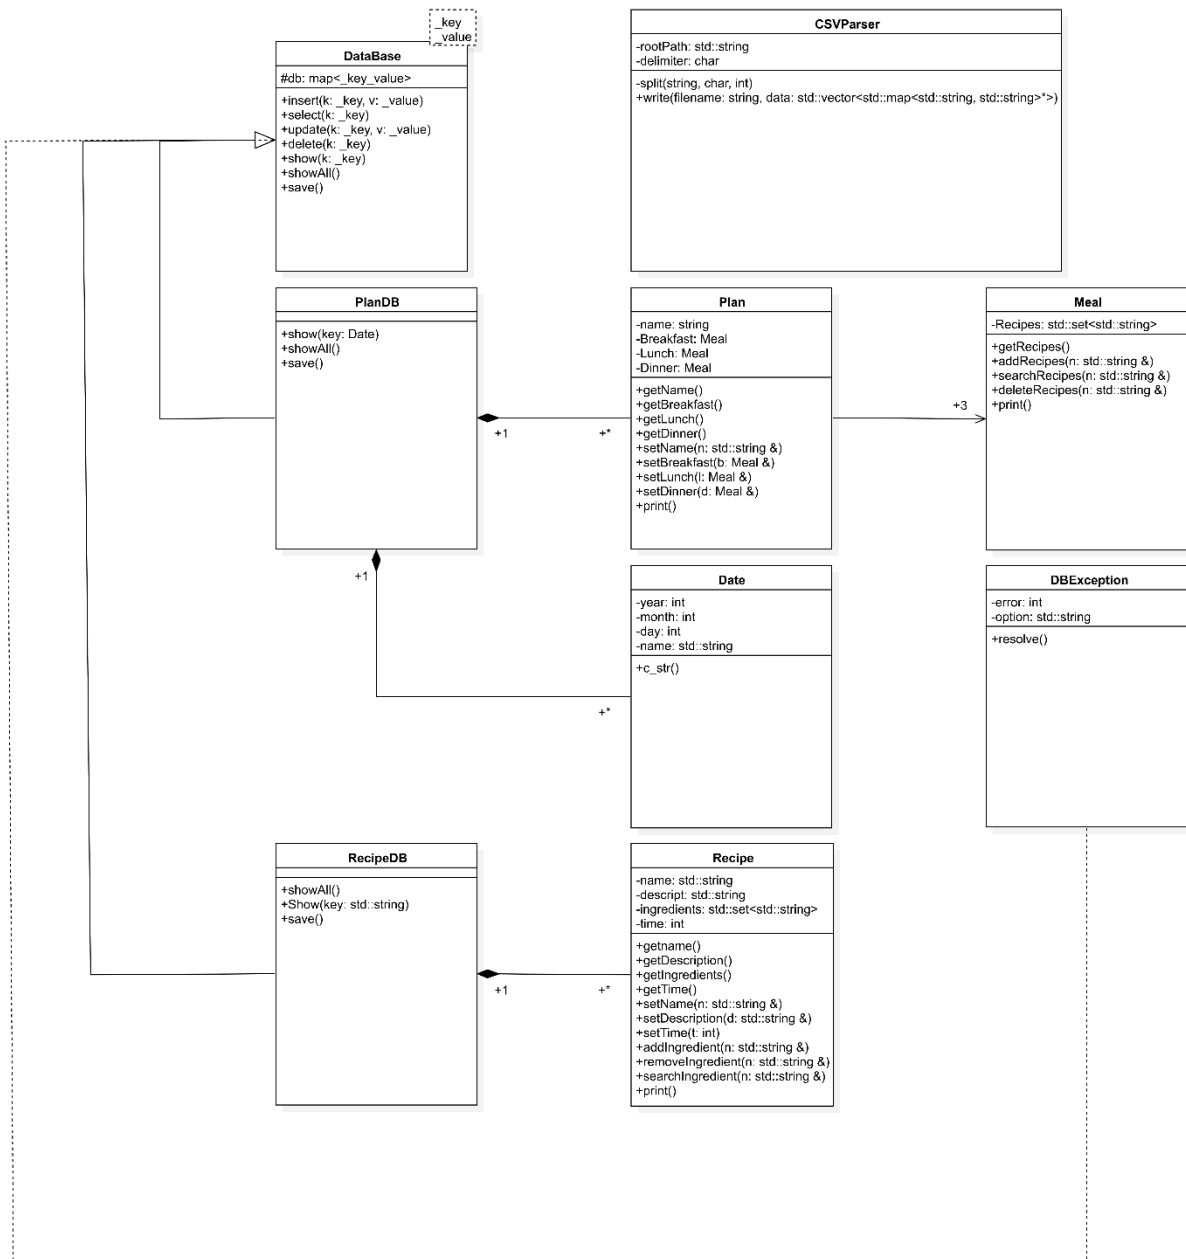 _key
_value
DataBase
#db: map<_key_value>
+insert(k: _key, v: _value)
+select(k: _key)
+update(k: _key, v: _value)
+delete(k: _key)
+show(k: _key)
+showAll()
+save()
CSVParser
-rootPath: std::string
-delimiter: char
-split(string, char, int)
+write(filename: string, data: std::vector<std::map<std::string, std::string>*>)
PlanDB
+show(key: Date)
+showAll()
+save()
+1
+*
Plan
-name: string
-Breakfast: Meal
-Lunch: Meal
-Dinner: Meal
+getName()
+getBreakfast()
+getLunch()
+getDinner()
+setName(n: std::string &)
+setBreakfast(b: Meal &)
+setLunch(l: Meal &)
+setDinner(d: Meal &)
+print()
+3
Meal
-Recipes: std::set<std::string>
+getRecipes()
+addRecipes(n: std::string &)
+searchRecipes(n: std::string &)
+deleteRecipes(n: std::string &)
+print()
+1
+*
Date
-year: int
-month: int
-day: int
-name: std::string
+c_str()
DBException
-error: int
-option: std::string
+resolve()
RecipeDB
+showAll()
+Show(key: std::string)
+save()
+1
+*
Recipe
-name: std::string
-descript: std::string
-ingredients: std::set<std::string>
-time: int
+getname()
+getDescription()
+getIngredients()
+getTime()
+setName(n: std::string &)
+setDescription(d: std::string &)
+setTime(t: int)
+addIngredient(n: std::string &)
+removeIngredient(n: std::string &)
+searchIngredient(n: std::string &)
+print()